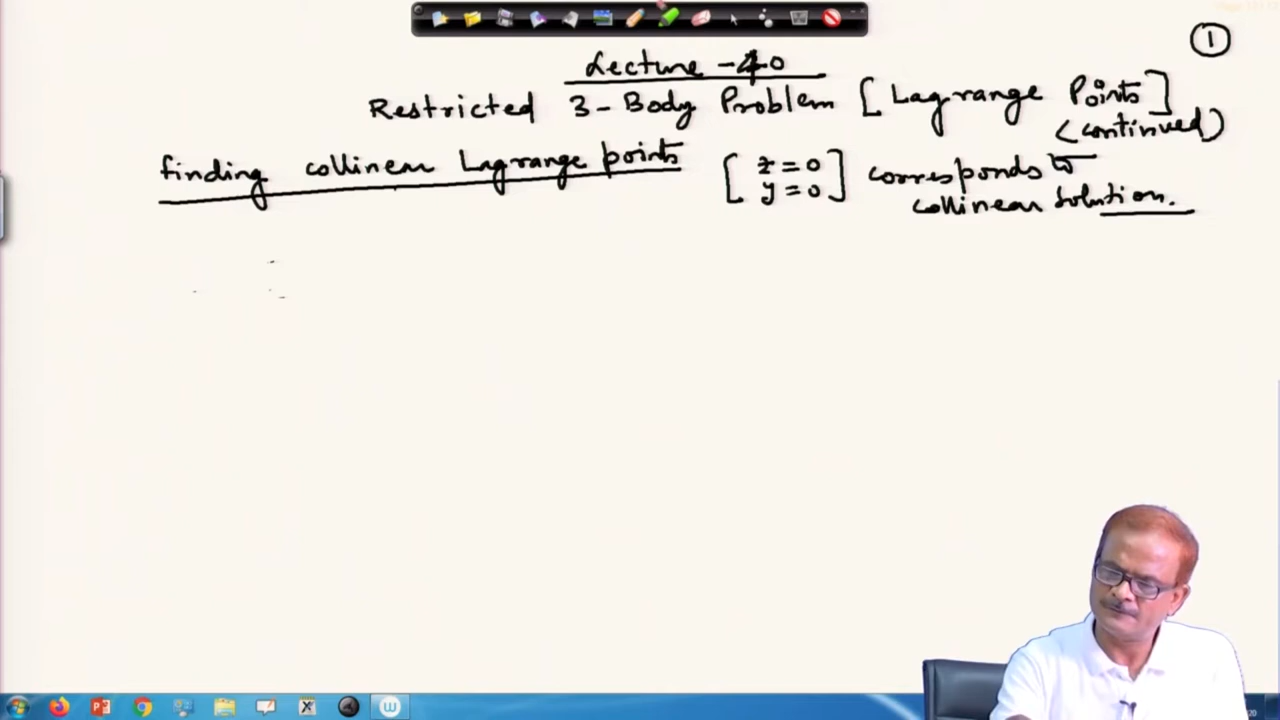 ①
Lecture - 40
Restricted 3-Body Problem [Lagrange Points]
(continued)
finding collinear Lagrange points [z=0 y=0] corresponds to
collinear solution.